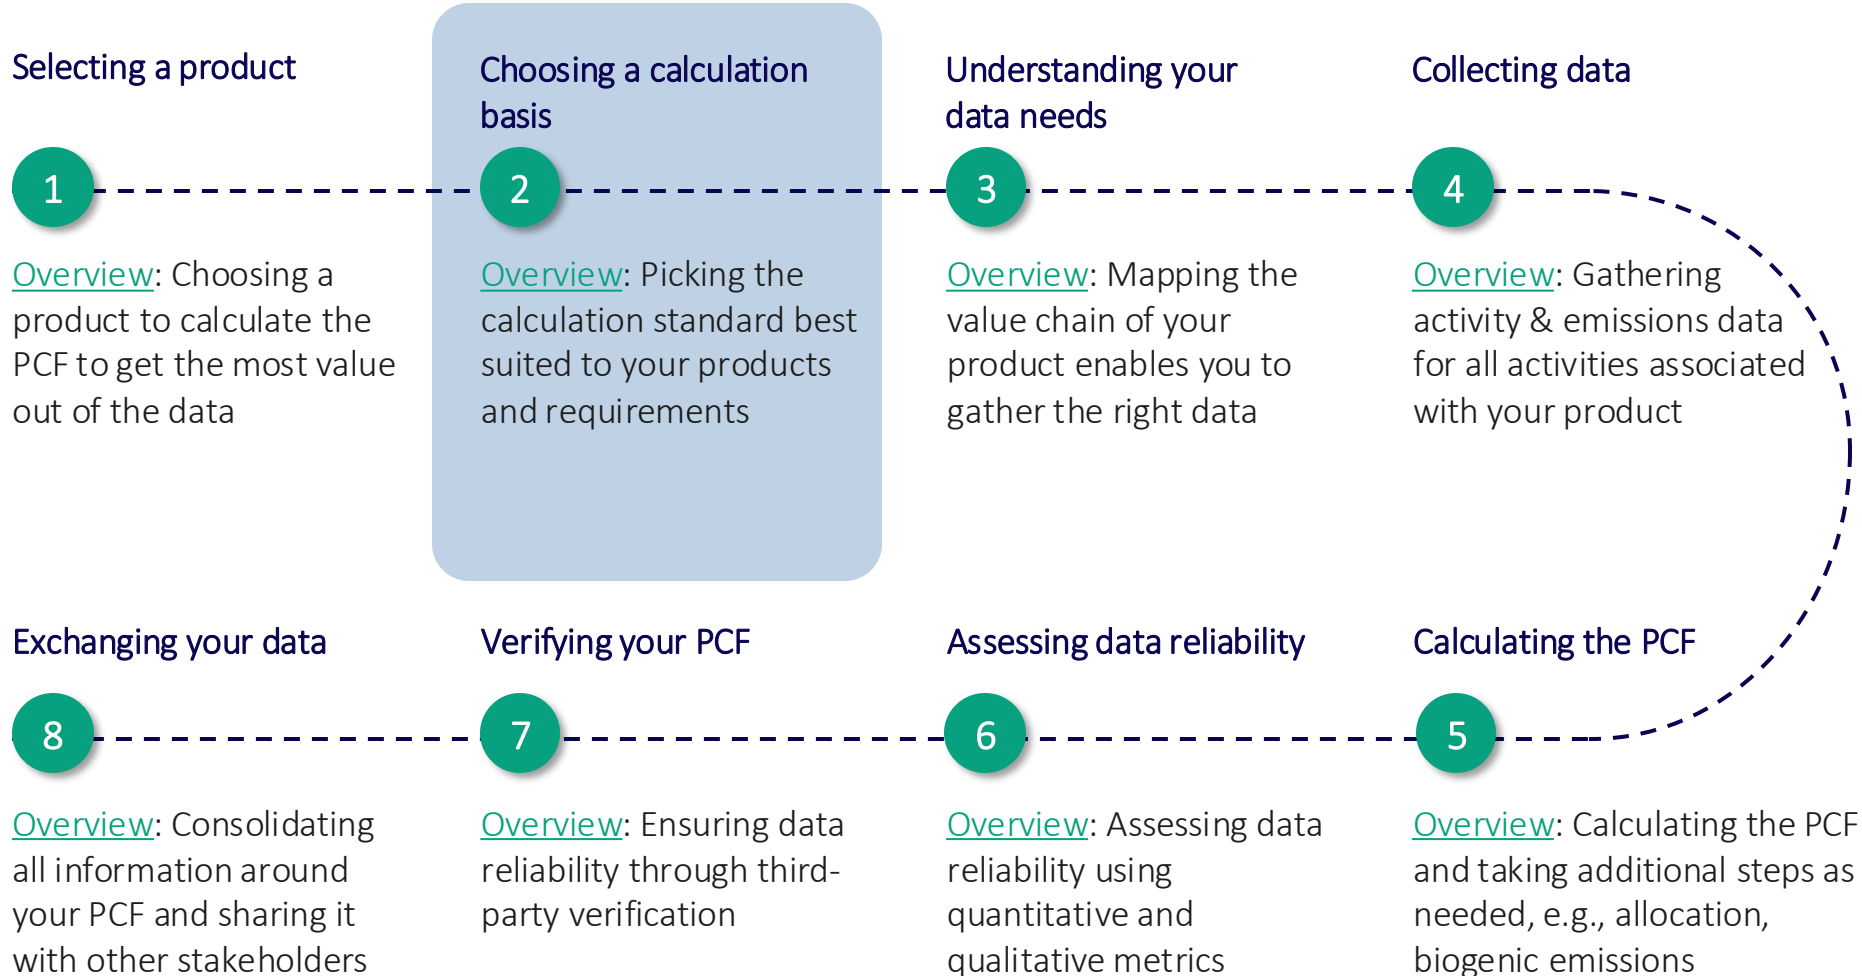 Selecting a product
1
Overview: Choosing a
product to calculate the
PCF to get the most value
out of the data
Choosing a calculation
basis
2
Overview: Picking the
calculation standard best
suited to your products
and requirements
Understanding your
data needs
3
Overview: Mapping the
value chain of your
product enables you to
gather the right data
Collecting data
4
Overview: Gathering
activity & emissions data
for all activities associated
with your product
Calculating the PCF
5
Overview: Calculating the PCF
and taking additional steps as
needed, e.g., allocation,
biogenic emissions
Assessing data reliability
6
Overview: Assessing data
reliability using
quantitative and
qualitative metrics
Verifying your PCF
7
Overview: Ensuring data
reliability through third-
party verification
Exchanging your data
8
Overview: Consolidating
all information around
your PCF and sharing it
with other stakeholders